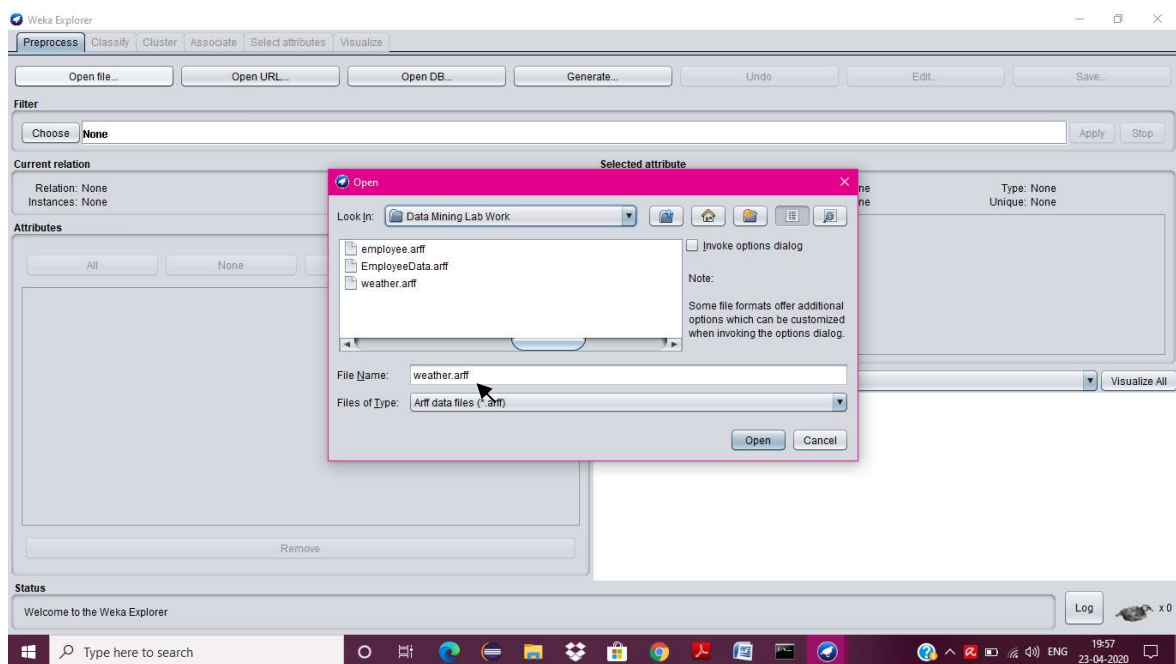 Weka Explorer
Preprocess Classify Cluster Associate Select attributes Visualize
Open file... Open URL... Open DB... Generate... Undo Edit... Save...
Filter
Choose None Apply Stop
Current relation Selected attribute
Relation: None
Instances: None
ne Type: None
ne Unique: None
Attributes
All None
Remove
Open
Look In: Data Mining Lab Work
employee.arff
EmployeeData.arff
weather.arff
Invoke options dialog
Note:
Some file formats offer additional
options which can be customized
when invoking the options dialog.
File Name: weather.arff
Files of Type: Arff data files (*.arff)
Open Cancel
Visualize All
Status
Welcome to the Weka Explorer
Log x 0
Type here to search
ENG
19:57
23-04-2020